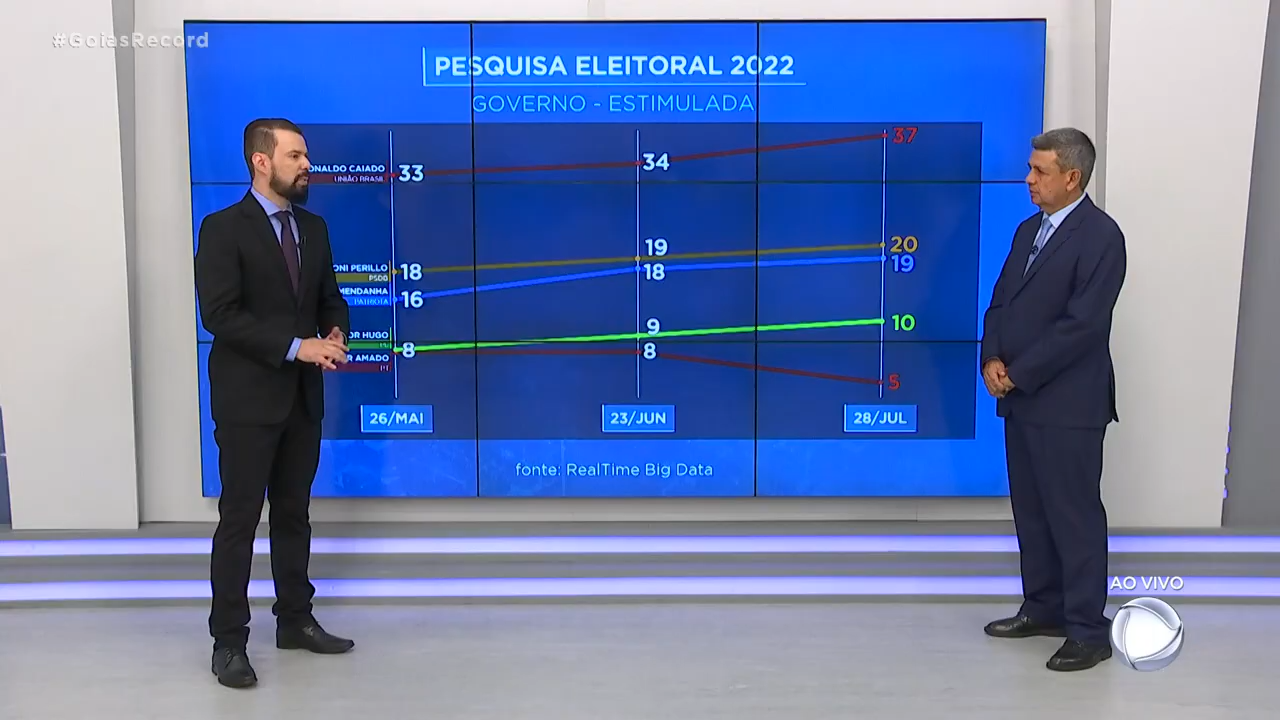 #GoiasRecord
PESQUISA ELEITORAL 2022
GOVERNO - ESTIMULADA
37
ONALDO CAIADO
UNIÃO BRASIL
33
34
19
20
ONI PERILLO
PSDB
18
18
19
MENDANHA
PATRIOTA
16
OR HUGO
9
10
8
8
R AMADO
PT
5
26/MAI
23/JUN
28/JUL
fonte: RealTime Big Data
AO VIVO